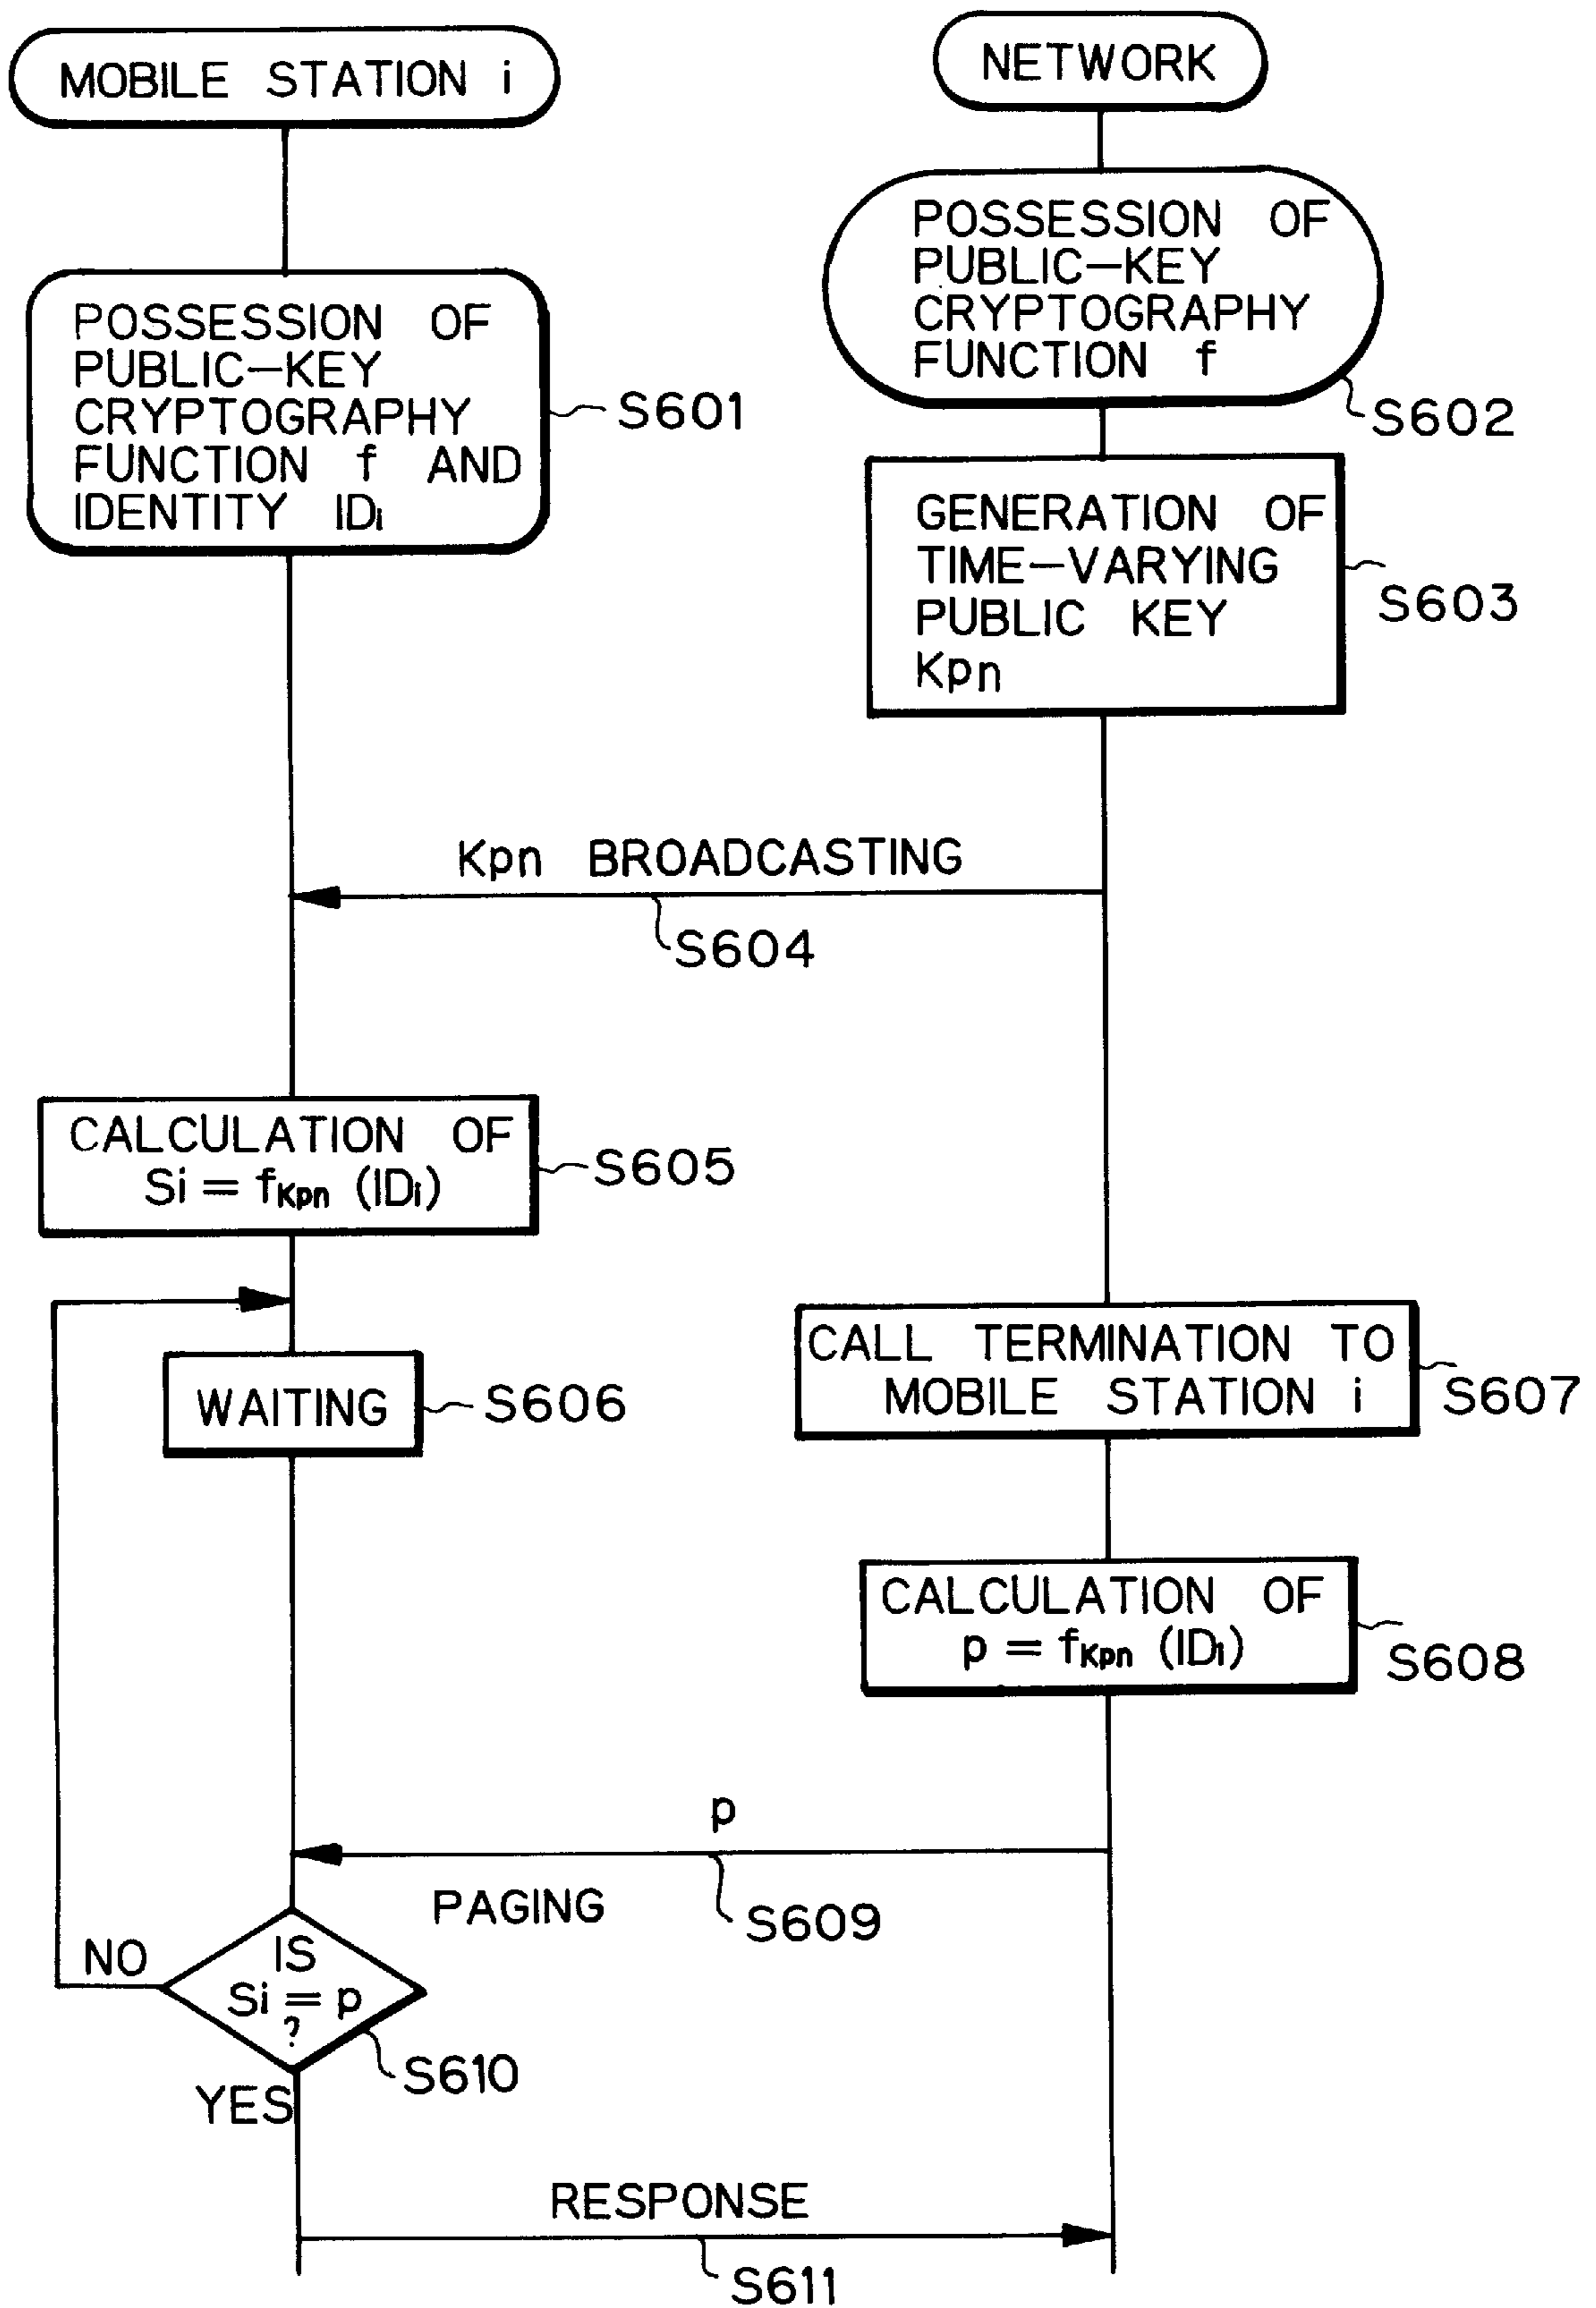 MOBILE STATION i
NETWORK
POSSESSION OF
PUBLIC-KEY
CRYPTOGRAPHY
FUNCTION f
S602
POSSESSION OF
PUBLIC-KEY
CRYPTOGRAPHY
FUNCTION f AND
IDENTITY IDi
S601
GENERATION OF
TIME-VARYING
PUBLIC KEY
Kpn
S603
Kpn BROADCASTING
S604
CALCULATION OF
Si = fKpn (IDi)
S605
WAITING
S606
CALL TERMINATION TO
MOBILE STATION i
S607
CALCULATION OF
p = fKpn (IDi)
S608
p
PAGING
S609
NO
IS
Si = p
?
S610
YES
RESPONSE
S611